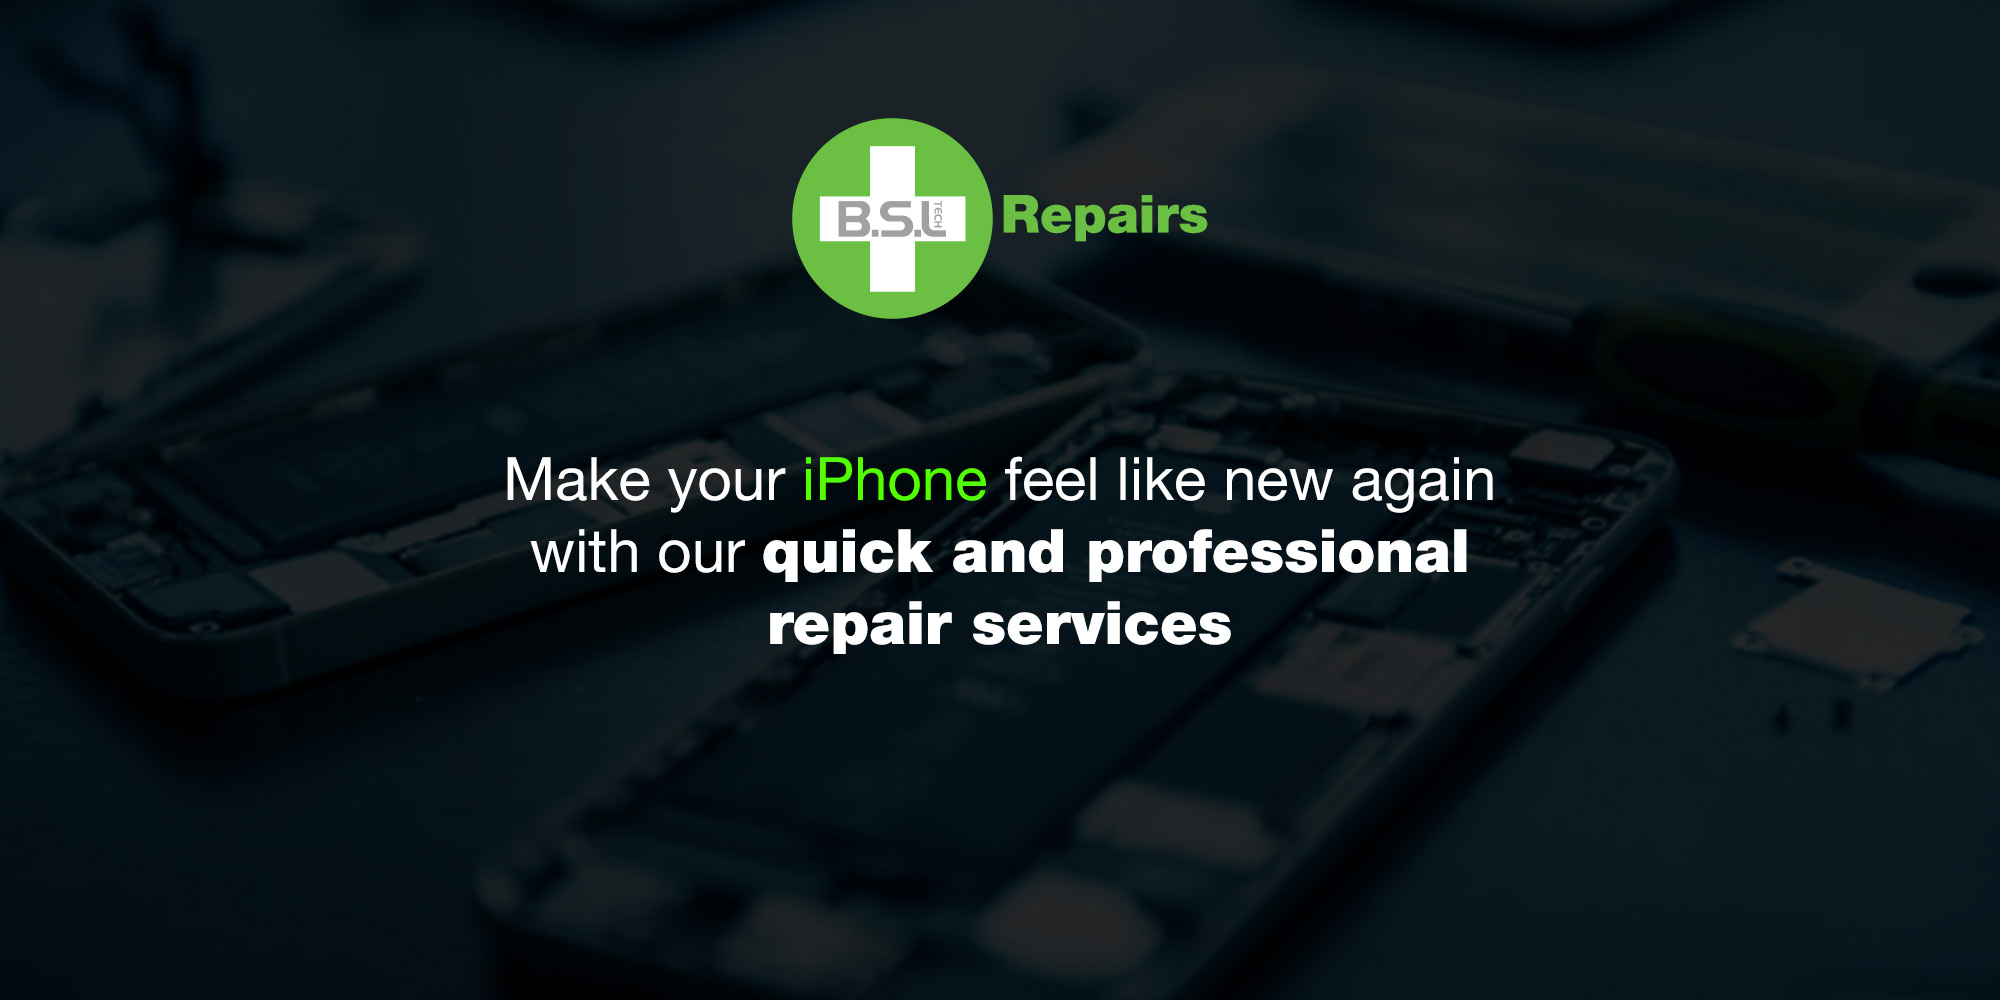 B.S.L TECH Repairs
Make your iPhone feel like new again
with our quick and professional
repair services